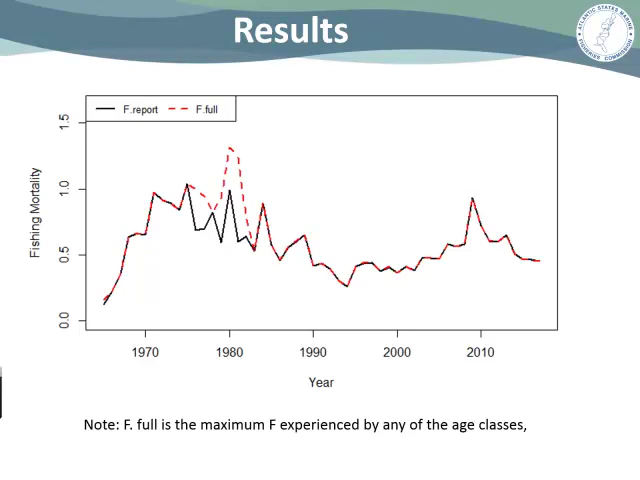 Results
ATLANTIC STATES MARINE
FISHERIES COMMISSION
F.report F.full
Fishing Mortality
1.5
1.0
0.5
0.0
1970 1980 1990 2000 2010
Year
Note: F. full is the maximum F experienced by any of the age classes,